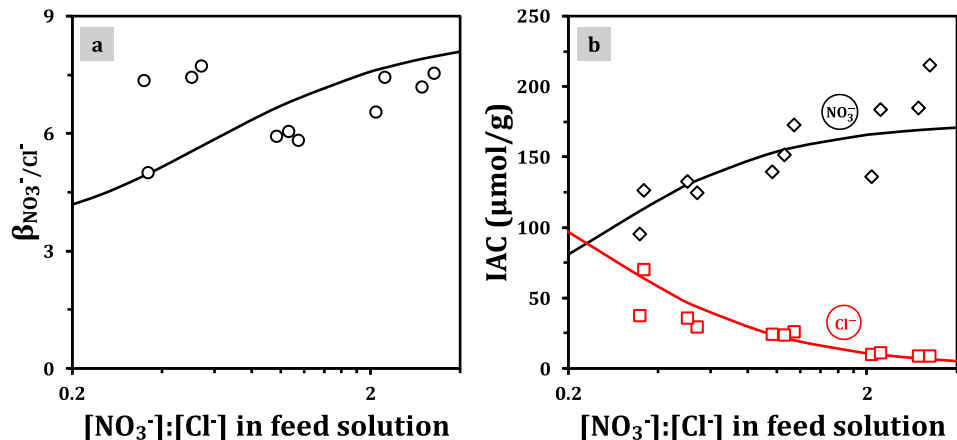 a
9
6
3
0
0.2
2
β_NO₃⁻/Cl⁻
[NO₃⁻]:[Cl⁻] in feed solution
b
250
200
150
100
50
0
0.2
2
IAC (μmol/g)
NO₃⁻
Cl⁻
[NO₃⁻]:[Cl⁻] in feed solution